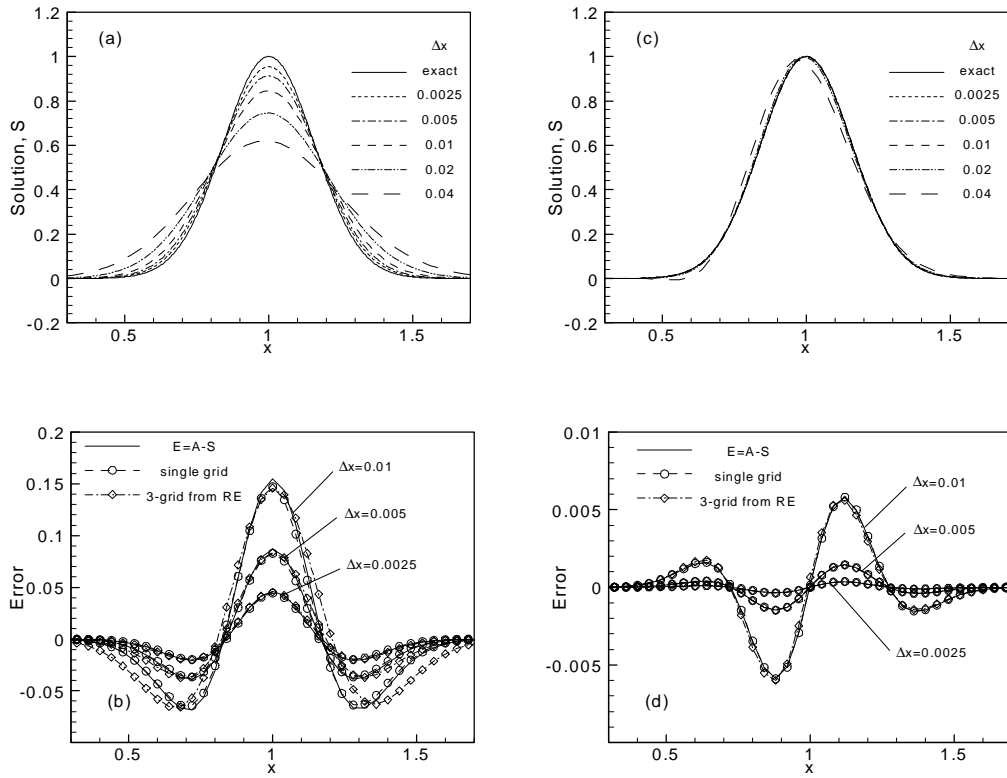 (a)
1.2
1
0.8
0.6
0.4
0.2
0
-0.2
Solution, S
0.5
1
1.5
x
Δx
exact
0.0025
0.005
0.01
0.02
0.04
(c)
1.2
1
0.8
0.6
0.4
0.2
0
-0.2
Solution, S
0.5
1
1.5
x
Δx
exact
0.0025
0.005
0.01
0.02
0.04
0.2
0.15
0.1
0.05
0
-0.05
Error
E=A-S
single grid
3-grid from RE
Δx=0.01
Δx=0.005
Δx=0.0025
(b)
0.5
1
1.5
x
0.01
0.005
0
-0.005
Error
E=A-S
single grid
3-grid from RE
Δx=0.01
Δx=0.005
Δx=0.0025
(d)
0.5
1
1.5
x